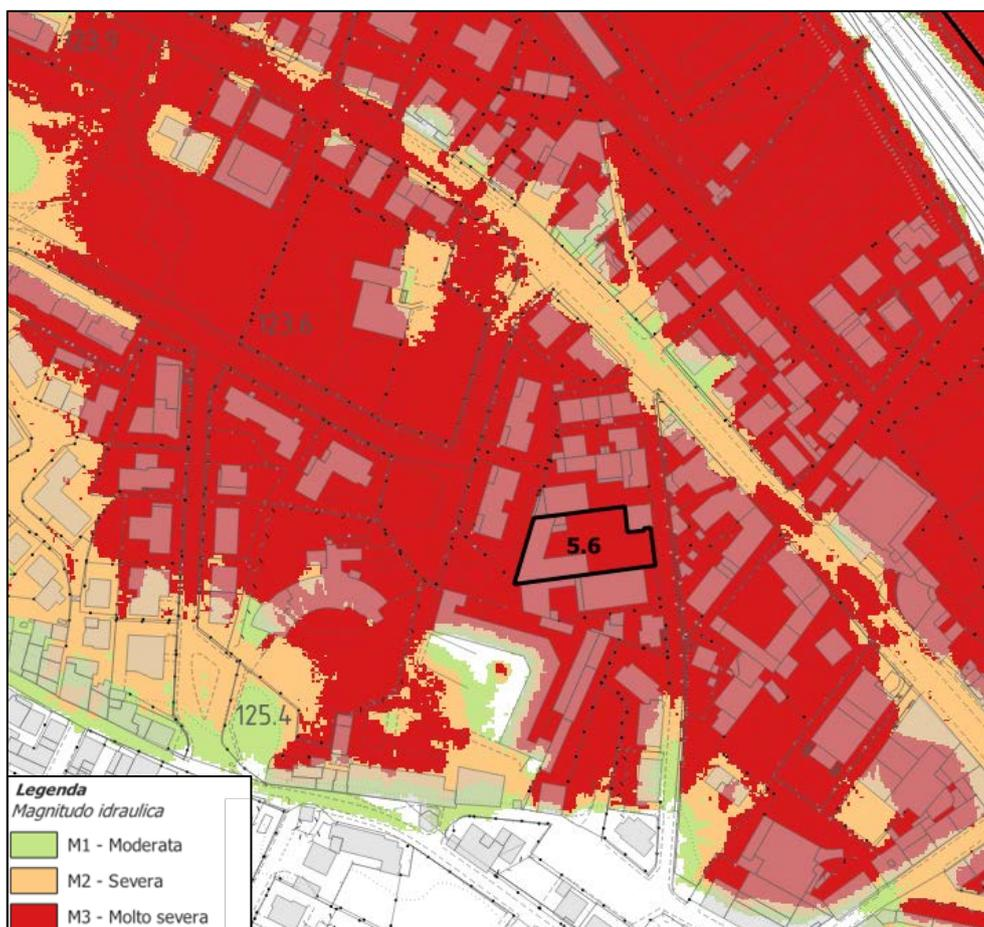 123.9
123.6
5.6
125.4
Legenda
Magnitudo idraulica
M1 - Moderata
M2 - Severa
M3 - Molto severa